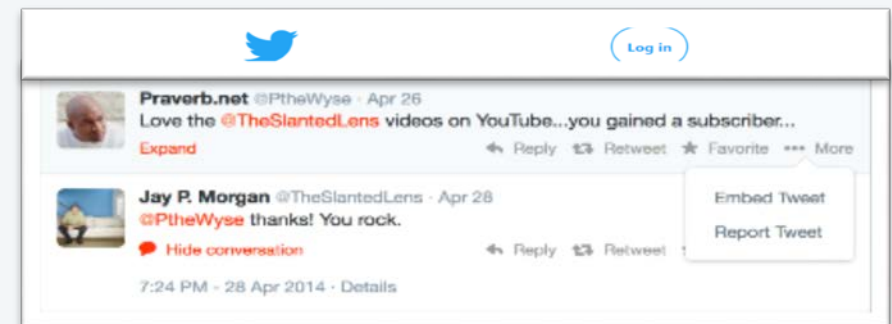 Log in
Praverb.net @PtheWyse · Apr 26
Love the @TheSlantedLens videos on YouTube...you gained a subscriber...
Expand Reply Retweet Favorite More
Embed Tweet
Report Tweet
Jay P. Morgan @TheSlantedLens · Apr 28
@PtheWyse thanks! You rock.
Hide conversation Reply Retweet
7:24 PM - 28 Apr 2014 · Details